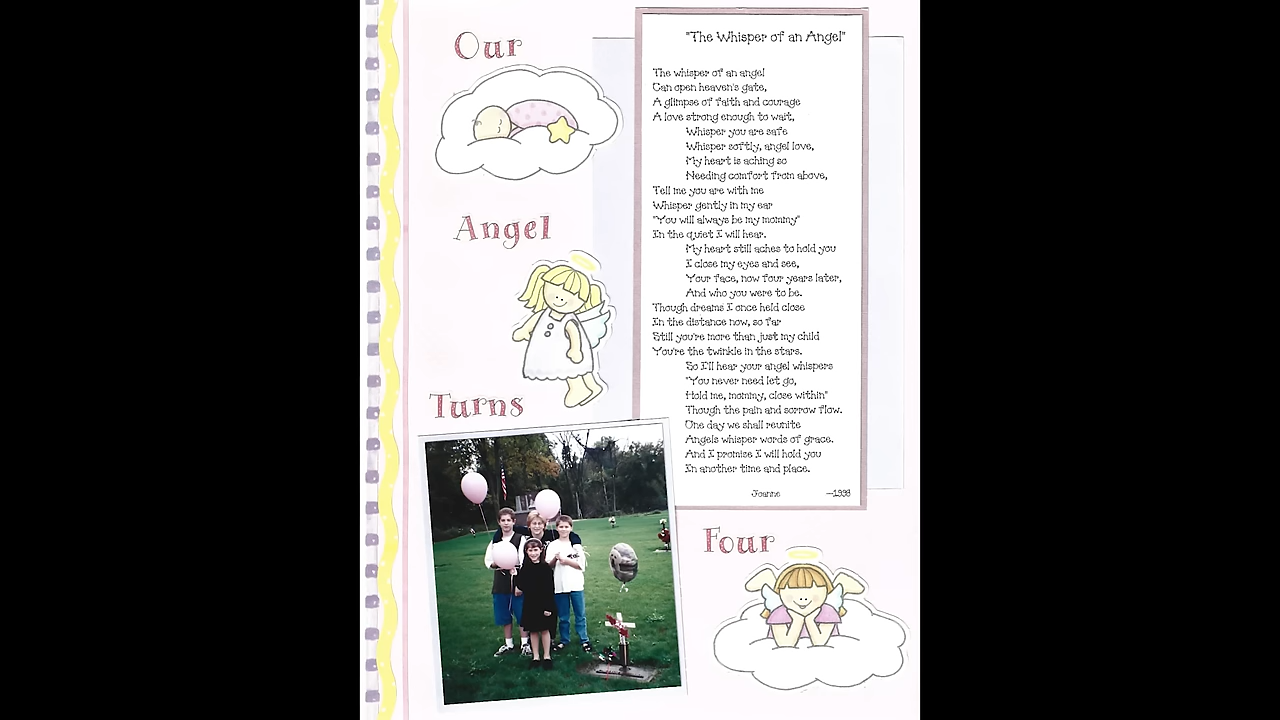 Our
Angel
Turns
Four
"The Whisper of an Angel"
The whisper of an angel
Can open heaven's gate,
A glimpse of faith and courage
A love strong enough to wait,
Whisper you are safe
Whisper softly, angel love,
My heart is aching so
Needing comfort from above,
Tell me you are with me
Whisper gently in my ear
"You will always be my mommy"
In the quiet I will hear.
My heart still aches to hold you
I close my eyes and see,
Your face, now four years later,
And who you were to be.
Though dreams I once held close
In the distance now, so far
Still you're more than just my child
You're the twinkle in the stars.
So I'll hear your angel whispers
"You never need let go,
Hold me, mommy, close within"
Though the pain and sorrow flow.
One day we shall reunite
Angels whisper words of grace.
And I promise I will hold you
In another time and place.
Joanne —1998